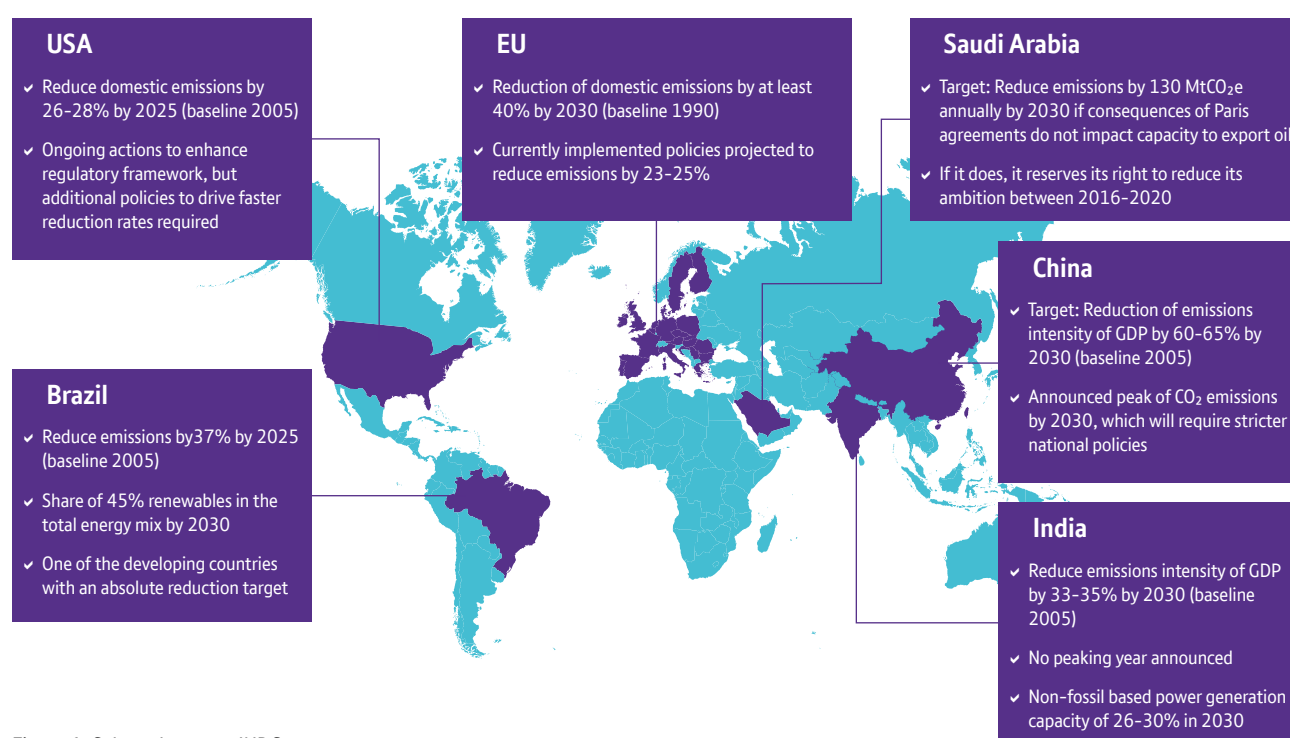 USA
Reduce domestic emissions by
26-28% by 2025 (baseline 2005)
Ongoing actions to enhance
regulatory framework, but
additional policies to drive faster
reduction rates required
EU
Reduction of domestic emissions by at least
40% by 2030 (baseline 1990)
Currently implemented policies projected to
reduce emissions by 23-25%
Saudi Arabia
Target: Reduce emissions by 130 MtCO₂e
annually by 2030 if consequences of Paris
agreements do not impact capacity to export oil
If it does, it reserves its right to reduce its
ambition between 2016-2020
China
Target: Reduction of emissions
intensity of GDP by 60-65% by
2030 (baseline 2005)
Announced peak of CO₂ emissions
by 2030, which will require stricter
national policies
Brazil
Reduce emissions by37% by 2025
(baseline 2005)
Share of 45% renewables in the
total energy mix by 2030
One of the developing countries
with an absolute reduction target
India
Reduce emissions intensity of GDP
by 33-35% by 2030 (baseline
2005)
No peaking year announced
Non-fossil based power generation
capacity of 26-30% in 2030